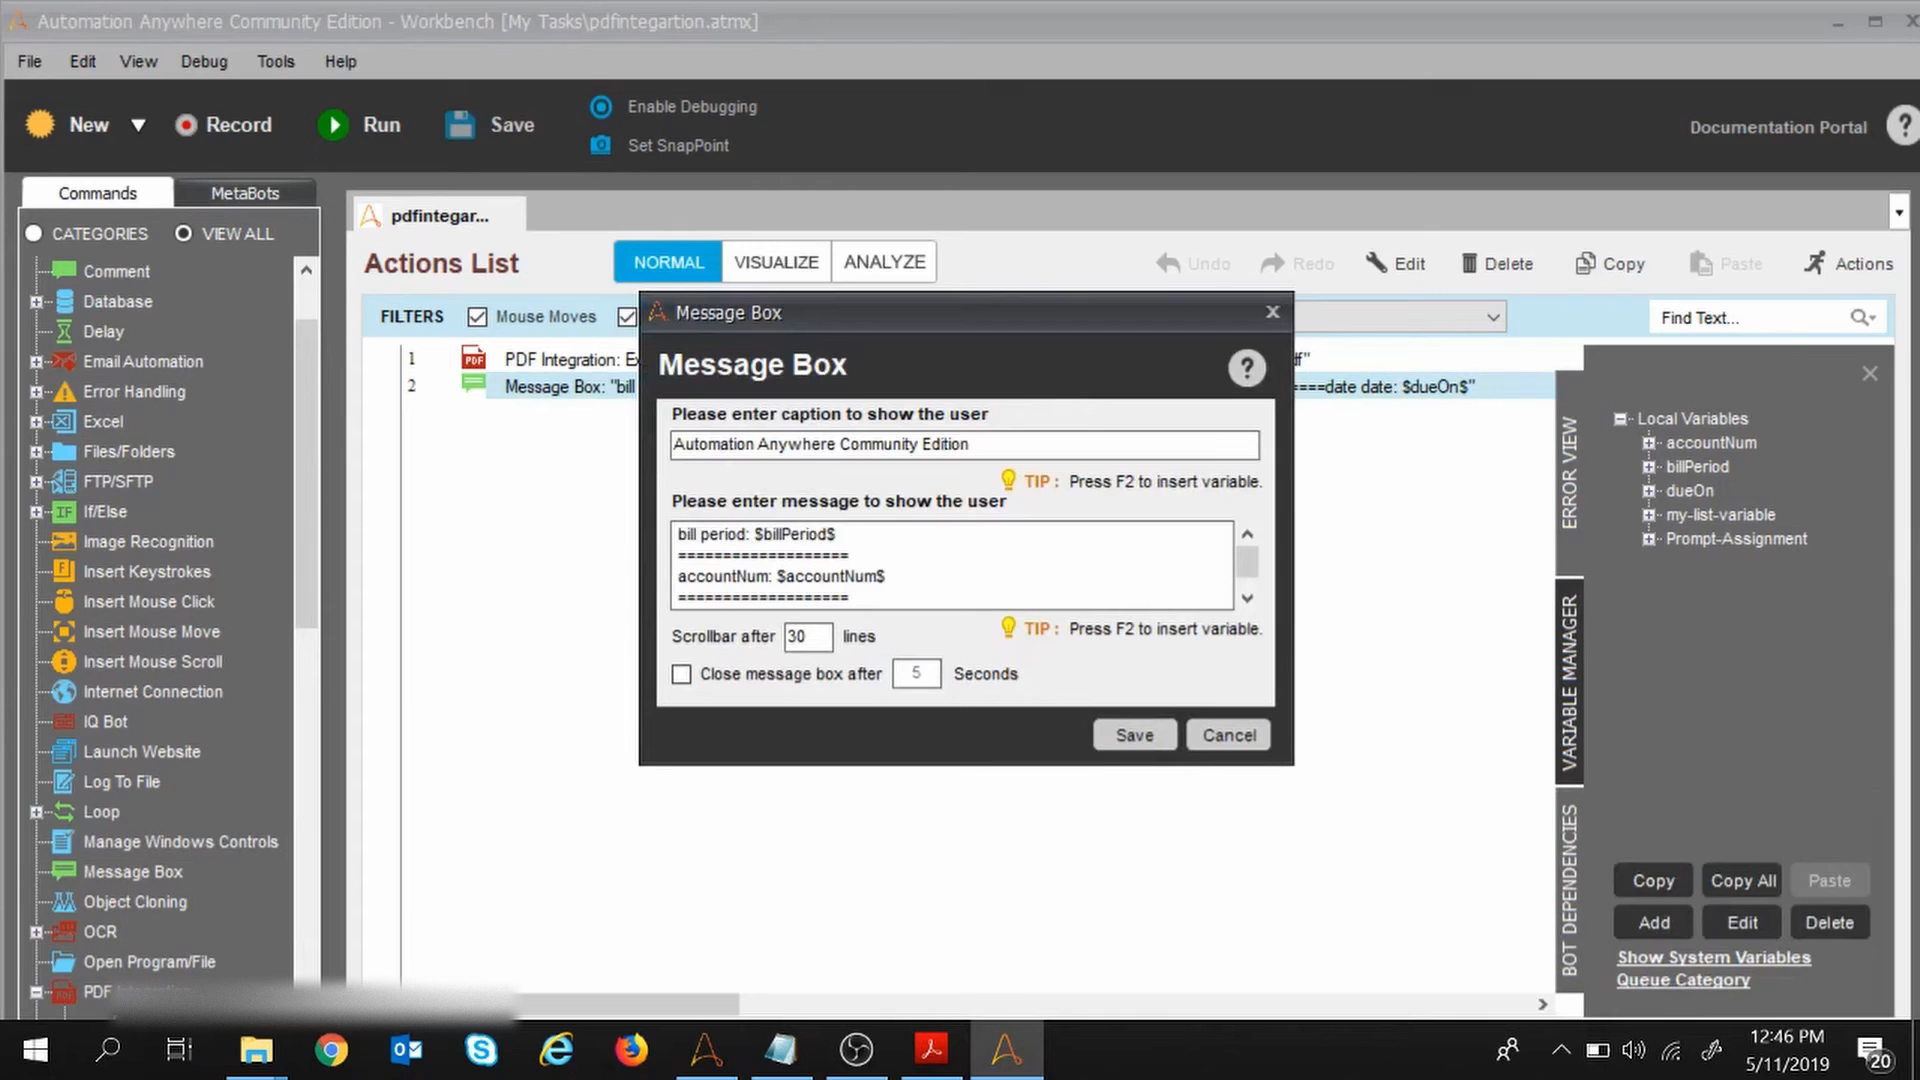 Automation Anywhere Community Edition - Workbench [My Tasks\pdfintegartion.atmx]
File Edit View Debug Tools Help
New Record Run Save
Enable Debugging
Set SnapPoint
Documentation Portal ?
Commands MetaBots
CATEGORIES VIEW ALL
Comment
Database
Delay
Email Automation
Error Handling
Excel
Files/Folders
FTP/SFTP
IF If/Else
Image Recognition
Insert Keystrokes
Insert Mouse Click
Insert Mouse Move
Insert Mouse Scroll
Internet Connection
IQ Bot
Launch Website
Log To File
Loop
Manage Windows Controls
Message Box
Object Cloning
OCR
Open Program/File
PDF
pdfintegar...
Actions List NORMAL VISUALIZE ANALYZE Undo Redo Edit Delete Copy Paste Actions
FILTERS Mouse Moves Find Text...
1 PDF PDF Integration: Ex df"
2 Message Box: "bill ====date date: $dueOn$"
Message Box
Message Box ?
Please enter caption to show the user
Automation Anywhere Community Edition
TIP : Press F2 to insert variable.
Please enter message to show the user
bill period: $billPeriod$
===================
accountNum: $accountNum$
===================
Scrollbar after 30 lines
TIP : Press F2 to insert variable.
Close message box after 5 Seconds
Save Cancel
ERROR VIEW
VARIABLE MANAGER
BOT DEPENDENCIES
Local Variables
accountNum
billPeriod
dueOn
my-list-variable
Prompt-Assignment
Copy Copy All Paste
Add Edit Delete
Show System Variables
Queue Category
12:46 PM
5/11/2019
20